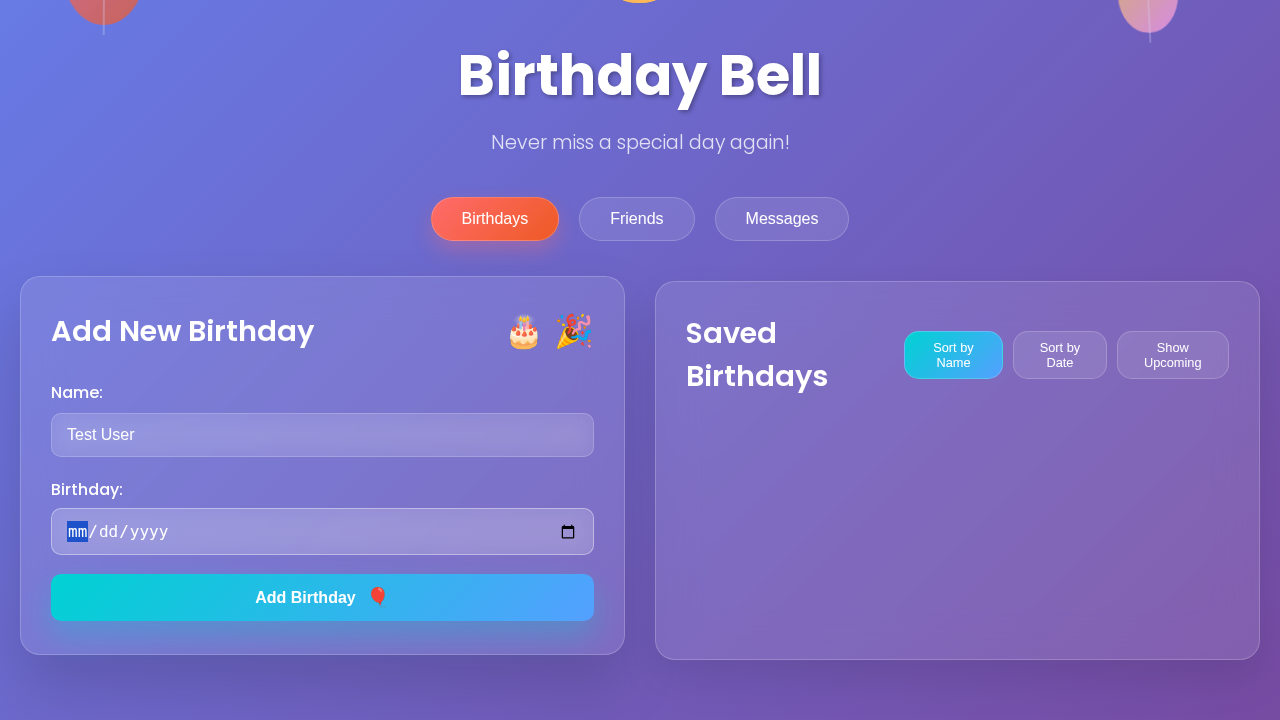 Birthday Bell
Never miss a special day again!
Birthdays
Friends
Messages
Add New Birthday 🎂 🎉
Name:
Test User
Birthday:
mm/dd/yyyy
Add Birthday 🎈
Saved
Birthdays
Sort by
Name
Sort by
Date
Show
Upcoming